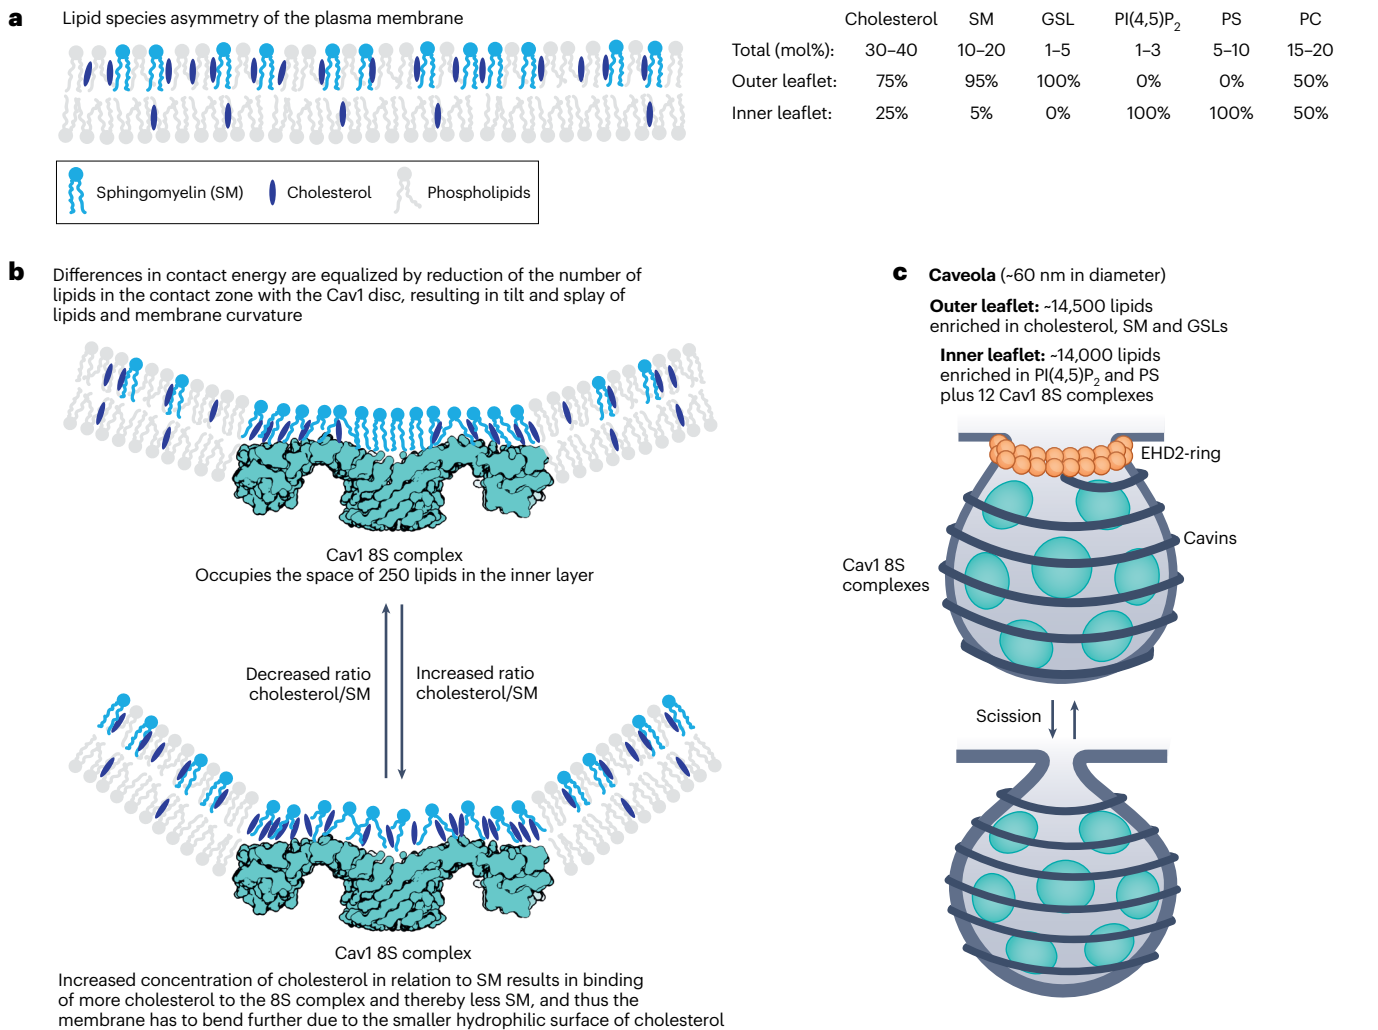 a
Lipid species asymmetry of the plasma membrane
Cholesterol SM GSL PI(4,5)P2 PS PC
Total (mol%): 30–40 10–20 1–5 1–3 5–10 15–20
Outer leaflet: 75% 95% 100% 0% 0% 50%
Inner leaflet: 25% 5% 0% 100% 100% 50%
Sphingomyelin (SM) Cholesterol Phospholipids
b
Differences in contact energy are equalized by reduction of the number of
lipids in the contact zone with the Cav1 disc, resulting in tilt and splay of
lipids and membrane curvature
Cav1 8S complex
Occupies the space of 250 lipids in the inner layer
Decreased ratio
cholesterol/SM
Increased ratio
cholesterol/SM
Cav1 8S complex
Increased concentration of cholesterol in relation to SM results in binding
of more cholesterol to the 8S complex and thereby less SM, and thus the
membrane has to bend further due to the smaller hydrophilic surface of cholesterol
c
Caveola (~60 nm in diameter)
Outer leaflet: ~14,500 lipids
enriched in cholesterol, SM and GSLs
Inner leaflet: ~14,000 lipids
enriched in PI(4,5)P2 and PS
plus 12 Cav1 8S complexes
EHD2-ring
Cavins
Cav1 8S
complexes
Scission